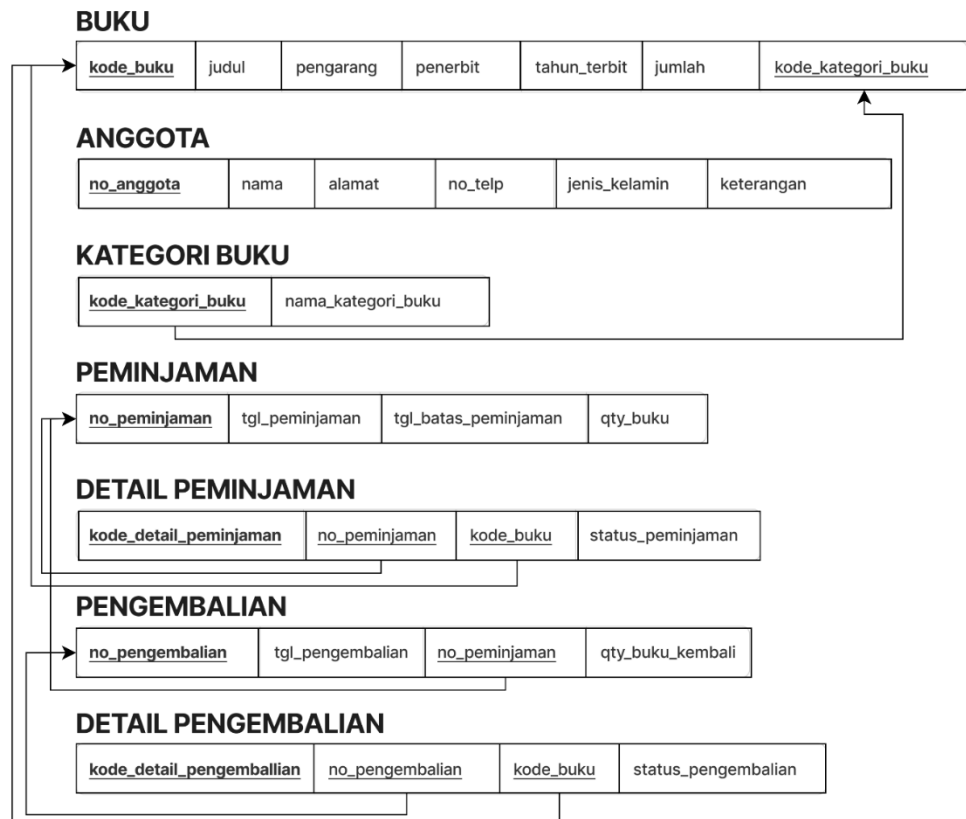 BUKU
kode_buku judul pengarang penerbit tahun_terbit jumlah kode_kategori_buku
ANGGOTA
no_anggota nama alamat no_telp jenis_kelamin keterangan
KATEGORI BUKU
kode_kategori_buku nama_kategori_buku
PEMINJAMAN
no_peminjaman tgl_peminjaman tgl_batas_peminjaman qty_buku
DETAIL PEMINJAMAN
kode_detail_peminjaman no_peminjaman kode_buku status_peminjaman
PENGEMBALIAN
no_pengembalian tgl_pengembalian no_peminjaman qty_buku_kembali
DETAIL PENGEMBALIAN
kode_detail_pengemballian no_pengembalian kode_buku status_pengembalian